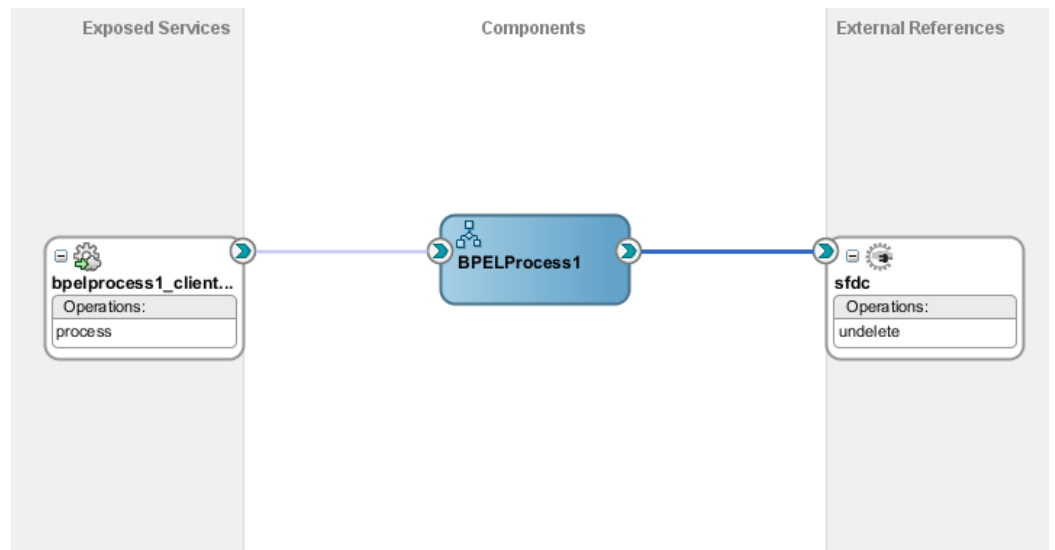 Exposed Services
Components
External References
bpelprocess1_client...
Operations:
process
BPELProcess1
sfdc
Operations:
undelete